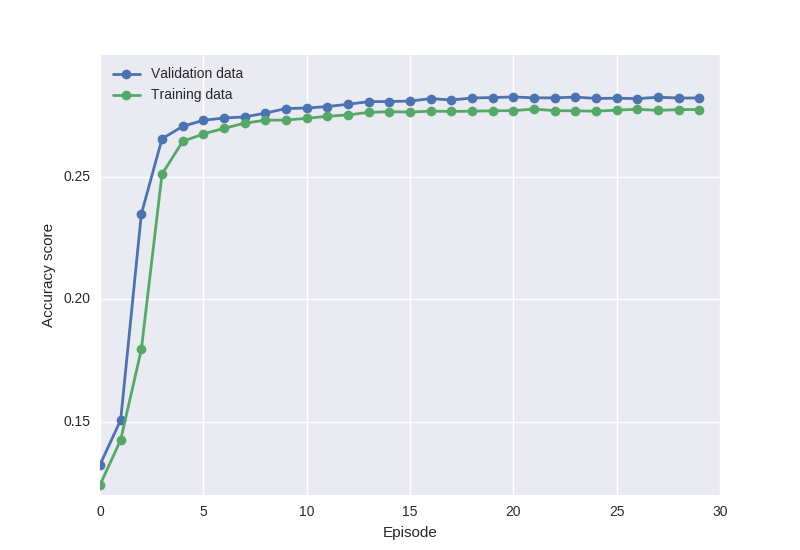 Validation data
Training data
0.25
0.20
0.15
Accuracy score
0 5 10 15 20 25 30
Episode